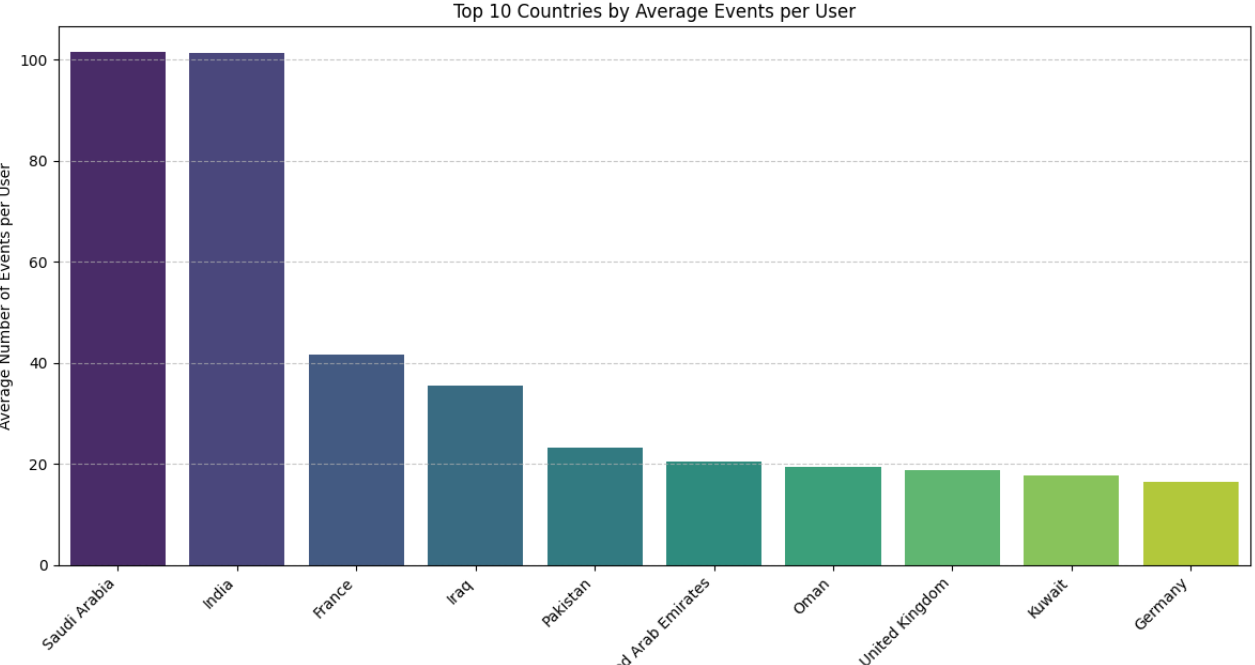 Top 10 Countries by Average Events per User
Average Number of Events per User
100
80
60
40
20
0
Saudi Arabia
India
France
Iraq
Pakistan
Arab Emirates
Oman
United Kingdom
Kuwait
Germany